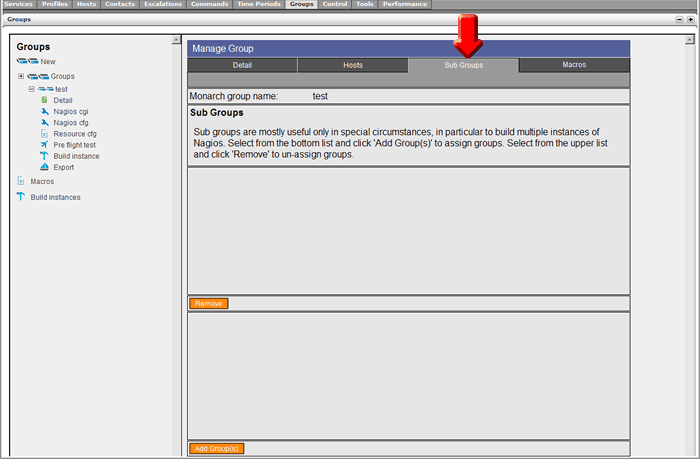 Services Profiles Hosts Contacts Escalations Commands Time Periods Groups Control Tools Performance
Groups
Groups
New
Groups
test
Detail
Nagios cgi
Nagios cfg
Resource cfg
Pre flight test
Build instance
Export
Macros
Build instances
Manage Group
Detail Hosts Sub Groups Macros
Monarch group name: test
Sub Groups
Sub groups are mostly useful only in special circumstances, in particular to build multiple instances of
Nagios. Select from the bottom list and click 'Add Group(s)' to assign groups. Select from the upper list
and click 'Remove' to un-assign groups.
Remove
Add Group(s)